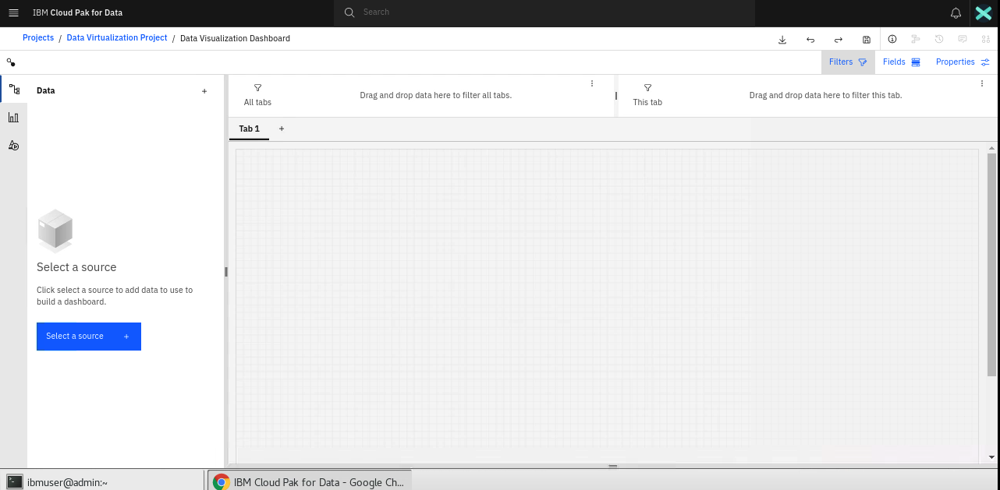 IBM Cloud Pak for Data
Search
Projects / Data Virtualization Project / Data Visualization Dashboard
Filters
Fields
Properties
Data
+
All tabs
Drag and drop data here to filter all tabs.
This tab
Drag and drop data here to filter this tab.
Tab 1
+
Select a source
Click select a source to add data to use to
build a dashboard.
Select a source +
ibmuser@admin:~
IBM Cloud Pak for Data - Google Ch...